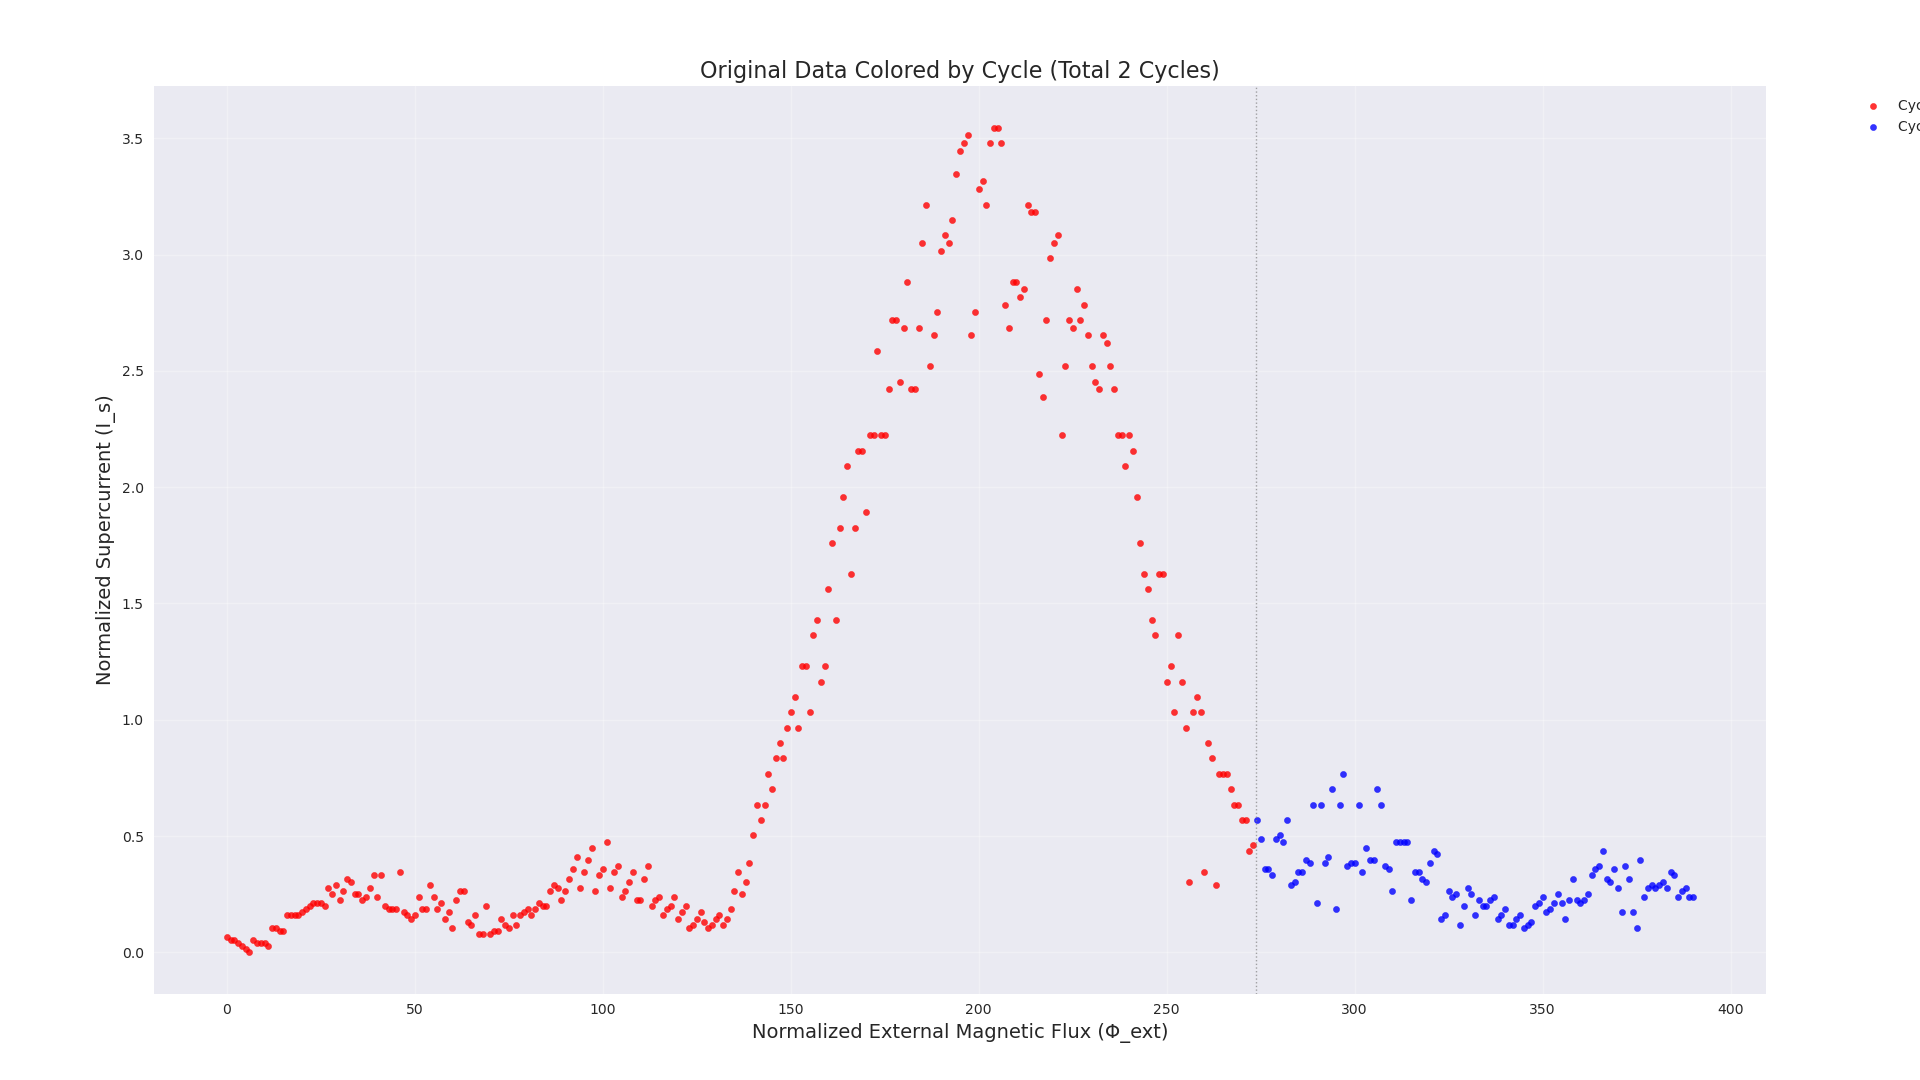 Original Data Colored by Cycle (Total 2 Cycles)
Cyc
Cyc
3.5
3.0
2.5
2.0
1.5
1.0
0.5
0.0
Normalized Supercurrent (I_s)
0 50 100 150 200 250 300 350 400
Normalized External Magnetic Flux (Φ_ext)